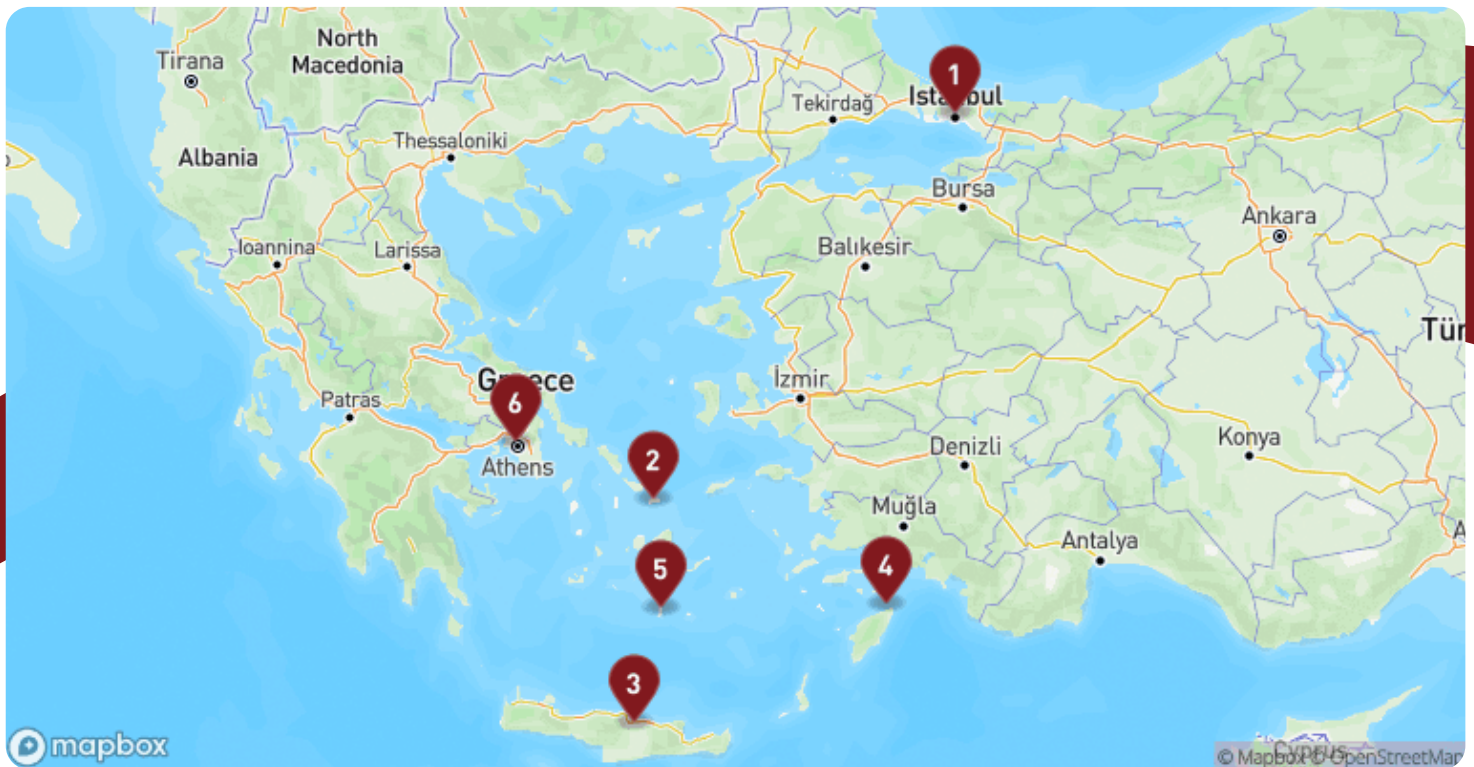 North
Macedonia
Tirana
1
Istanbul
Tekirdağ
Thessaloniki
Albania
Bursa
Ankara
Ioannina
Larissa
Balıkesir
Tür
Greece
İzmir
Patras
6
Athens
2
Denizli
Konya
Muğla
Antalya
5
4
3
mapbox
Cyprus
© Mapbox © OpenStreetMap